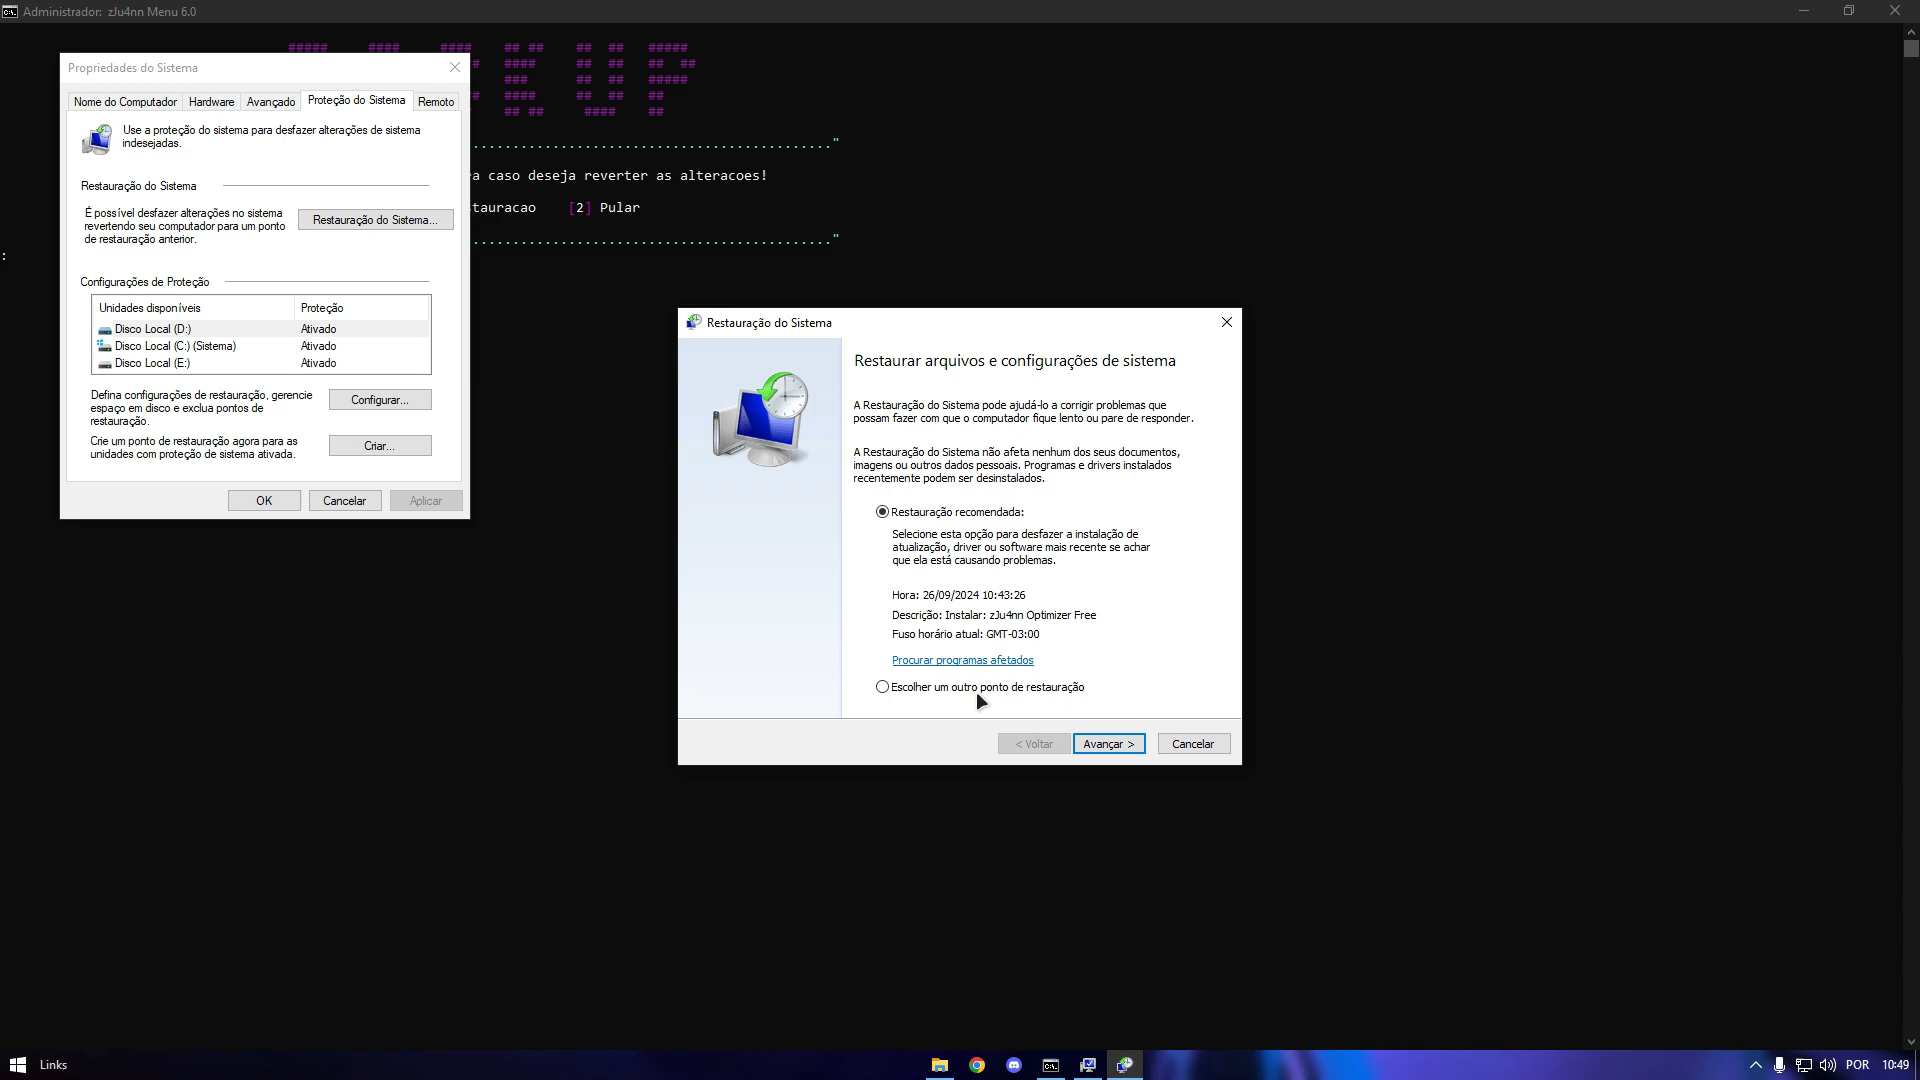 Administrador: zJu4nn Menu 6.0
##### #### #### ## ## ## ## #####
# #### ## ## ## ##
### ## ## #####
# #### ## ## ##
## ## #### ##
.............................................."
a caso deseja reverter as alteracoes!
tauracao [2] Pular
.............................................."
:
Propriedades do Sistema
Nome do Computador Hardware Avançado Proteção do Sistema Remoto
Use a proteção do sistema para desfazer alterações de sistema
indesejadas.
Restauração do Sistema
É possível desfazer alterações no sistema
revertendo seu computador para um ponto
de restauração anterior.
Restauração do Sistema...
Configurações de Proteção
Unidades disponíveis Proteção
Disco Local (D:) Ativado
Disco Local (C:) (Sistema) Ativado
Disco Local (E:) Ativado
Defina configurações de restauração, gerencie
espaço em disco e exclua pontos de
restauração.
Configurar...
Crie um ponto de restauração agora para as
unidades com proteção de sistema ativada.
Criar...
OK Cancelar Aplicar
Restauração do Sistema
Restaurar arquivos e configurações de sistema
A Restauração do Sistema pode ajudá-lo a corrigir problemas que
possam fazer com que o computador fique lento ou pare de responder.
A Restauração do Sistema não afeta nenhum dos seus documentos,
imagens ou outros dados pessoais. Programas e drivers instalados
recentemente podem ser desinstalados.
Restauração recomendada:
Selecione esta opção para desfazer a instalação de
atualização, driver ou software mais recente se achar
que ela está causando problemas.
Hora: 26/09/2024 10:43:26
Descrição: Instalar: zJu4nn Optimizer Free
Fuso horário atual: GMT-03:00
Procurar programas afetados
Escolher um outro ponto de restauração
< Voltar Avançar > Cancelar
Links
POR 10:49